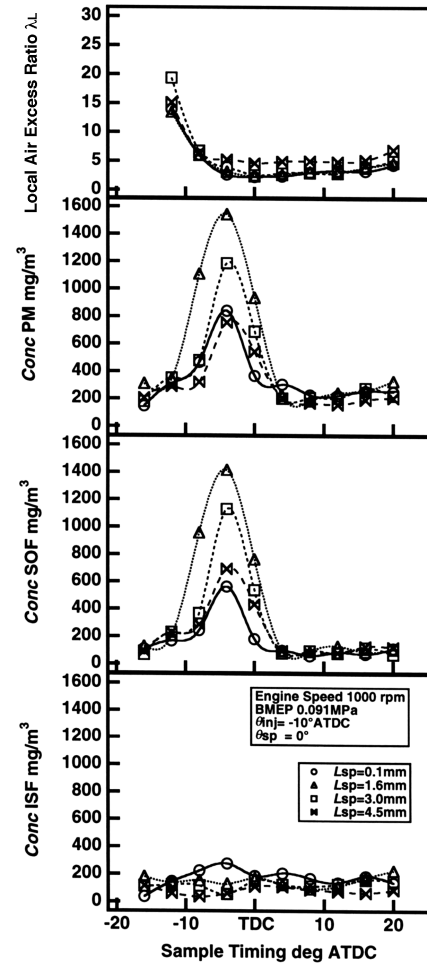 Local Air Excess Ratio λL
30
25
20
15
10
5
0
Conc PM mg/m³
1600
1400
1200
1000
800
600
400
200
0
Conc SOF mg/m³
1600
1400
1200
1000
800
600
400
200
0
Conc ISF mg/m³
1600
1400
1200
1000
800
600
400
200
0
Engine Speed 1000 rpm
BMEP 0.091MPa
θinj= -10°ATDC
θsp = 0°
Lsp=0.1mm
Lsp=1.6mm
Lsp=3.0mm
Lsp=4.5mm
-20 -10 TDC 10 20
Sample Timing deg ATDC